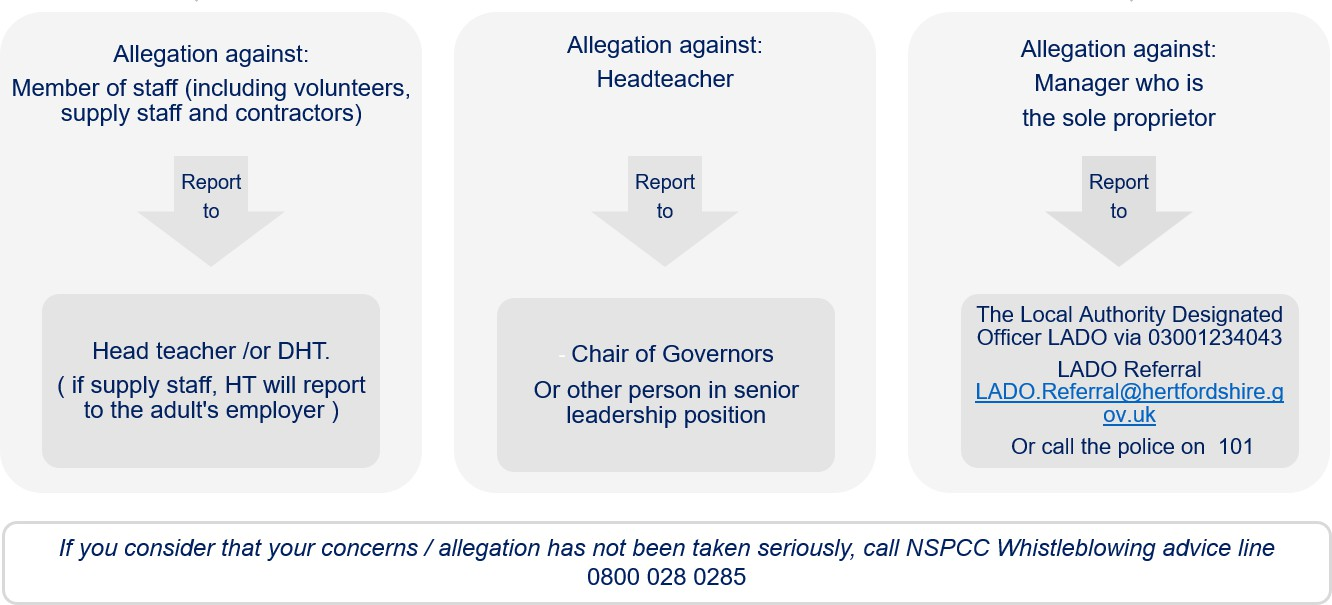 Allegation against:
Member of staff (including volunteers,
supply staff and contractors)
Report
to
Head teacher /or DHT.
( if supply staff, HT will report
to the adult's employer )
Allegation against:
Headteacher
Report
to
- Chair of Governors
Or other person in senior
leadership position
Allegation against:
Manager who is
the sole proprietor
Report
to
The Local Authority Designated
Officer LADO via 03001234043
LADO Referral
LADO.Referral@hertfordshire.g
ov.uk
Or call the police on  101
If you consider that your concerns / allegation has not been taken seriously, call NSPCC Whistleblowing advice line
0800 028 0285